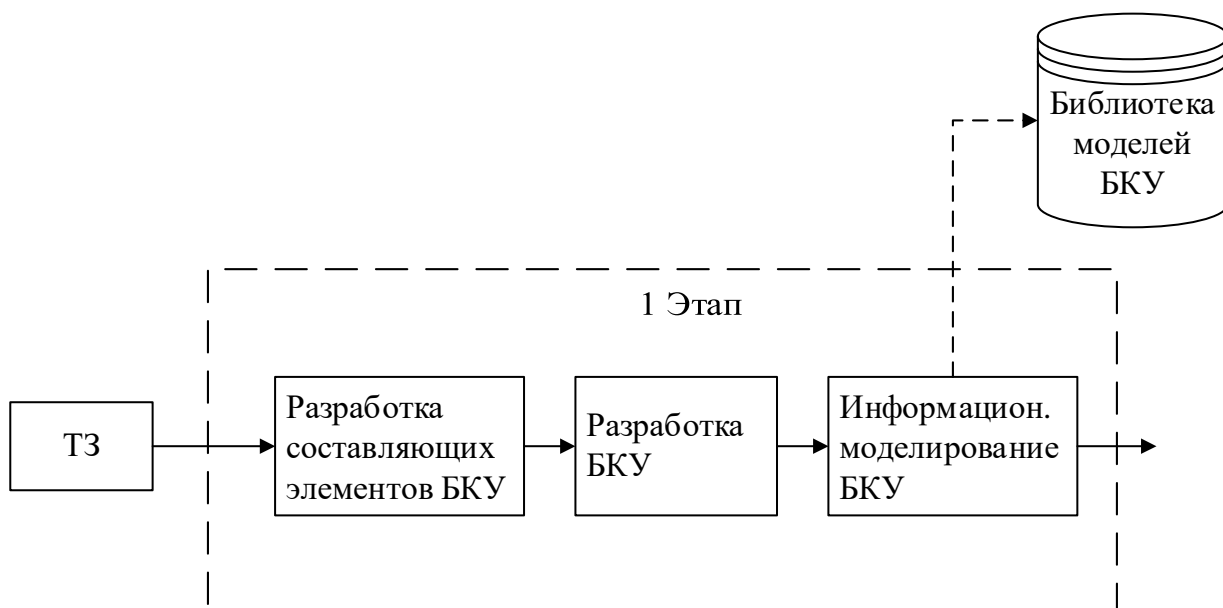 Библиотека
моделей
БКУ
1 Этап
ТЗ
Разработка
составляющих
элементов БКУ
Разработка
БКУ
Информацион.
моделирование
БКУ